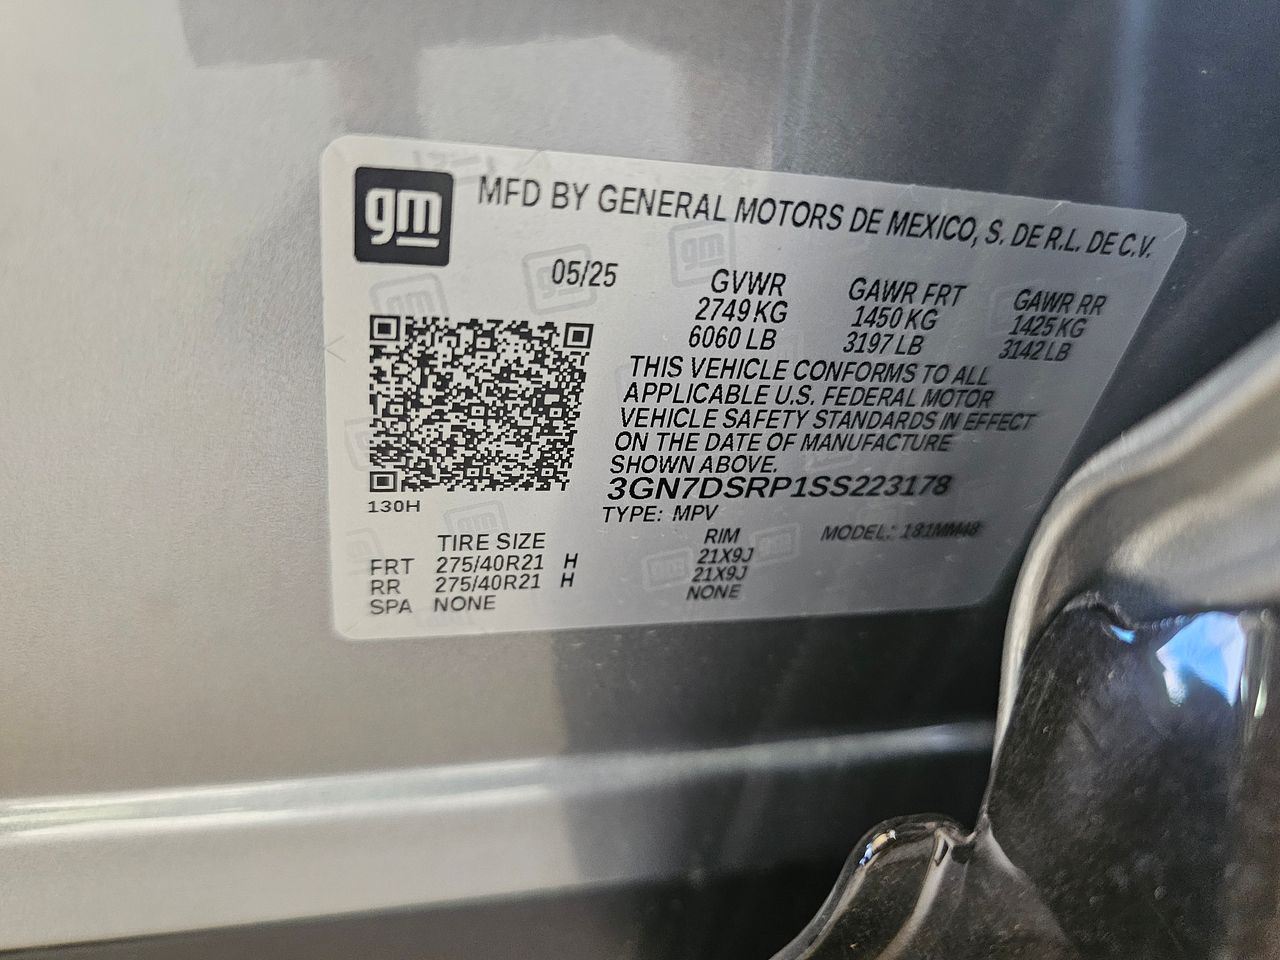 gm
MFD BY GENERAL MOTORS DE MEXICO, S. DE R.L. DE C.V.
05/25
GVWR GAWR FRT GAWR RR
2749 KG 1450 KG 1425 KG
6060 LB 3197 LB 3142 LB
THIS VEHICLE CONFORMS TO ALL
APPLICABLE U.S. FEDERAL MOTOR
VEHICLE SAFETY STANDARDS IN EFFECT
ON THE DATE OF MANUFACTURE
SHOWN ABOVE.
3GN7DSRP1SS223178
130H
TYPE: MPV MODEL: 181MM48
TIRE SIZE RIM
FRT 275/40R21 H 21X9J
RR 275/40R21 H 21X9J
SPA NONE NONE